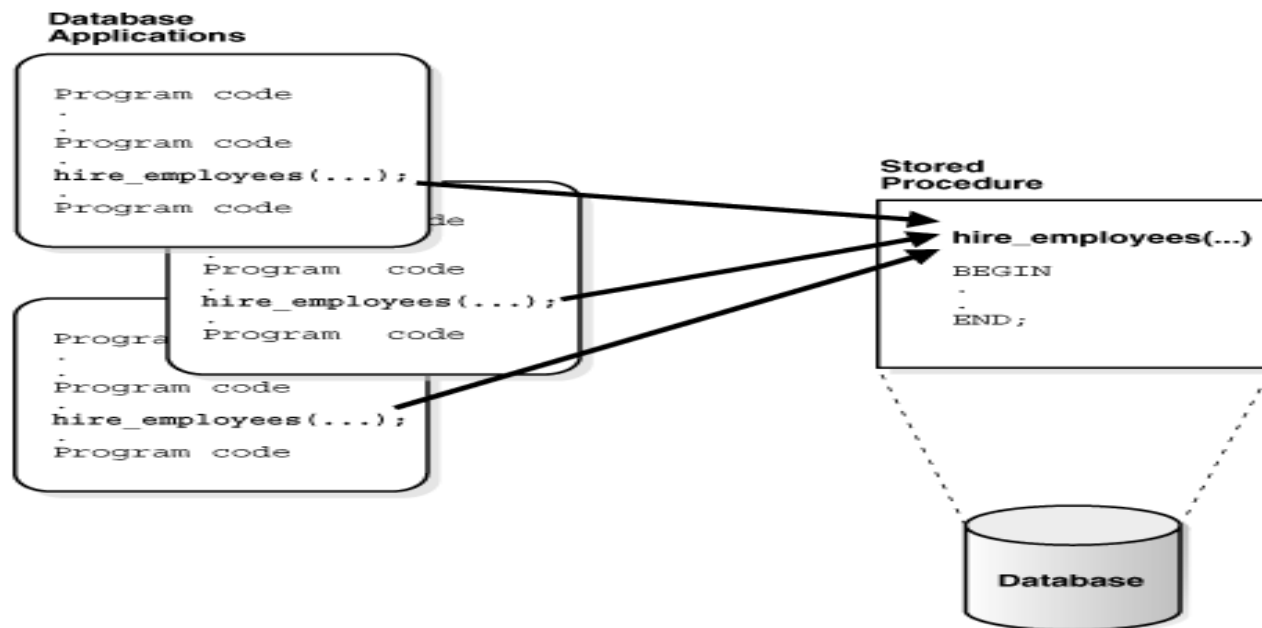 Database
Applications
Program code
.
.
Program code
.
hire_employees(...);
.
Program code
code
.
Program code
.
hire_employees(...);
.
Program code
.
.
Program code
.
hire_employees(...);
.
Program code
Stored
Procedure
hire_employees(...)
BEGIN
.
.
END;
Database